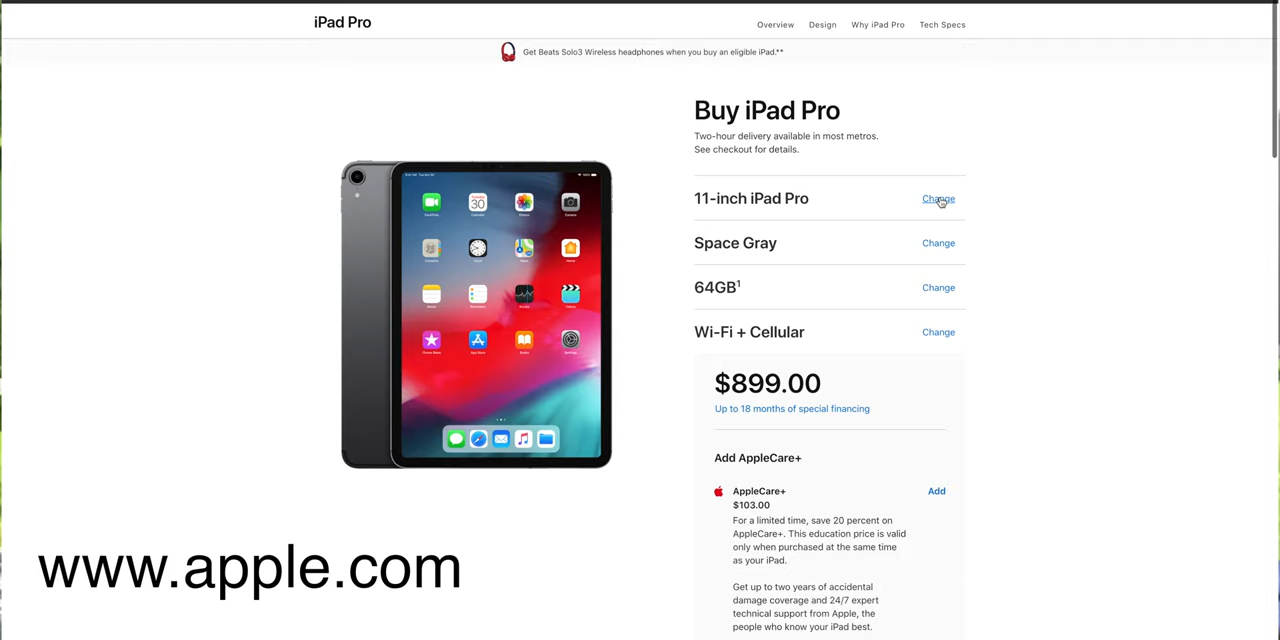 iPad Pro
Overview
Design
Why iPad Pro
Tech Specs
Get Beats Solo3 Wireless headphones when you buy an eligible iPad.**
Buy iPad Pro
Two-hour delivery available in most metros.
See checkout for details.
11-inch iPad Pro
Change
Space Gray
Change
64GB1
Change
Wi-Fi + Cellular
Change
$899.00
Up to 18 months of special financing
Add AppleCare+
AppleCare+
Add
$103.00
For a limited time, save 20 percent on
AppleCare+. This education price is valid
only when purchased at the same time
as your iPad.
Get up to two years of accidental
damage coverage and 24/7 expert
technical support from Apple, the
people who know your iPad best.
30
www.apple.com